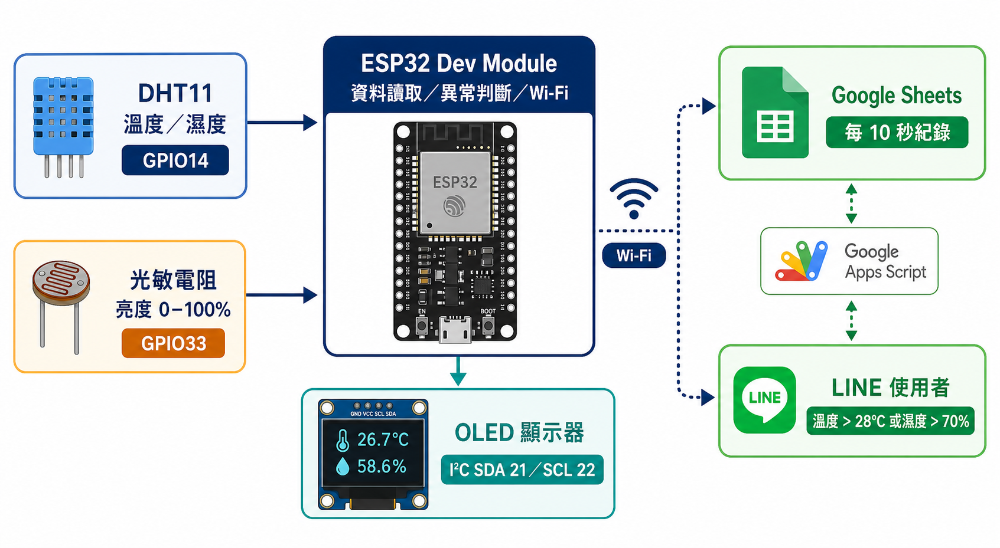 DHT11
溫度／濕度
GPIO14
光敏電阻
亮度 0–100%
GPIO33
ESP32 Dev Module
資料讀取／異常判斷／Wi-Fi
ESP32
EN
BOOT
GND VCC SCL SDA
26.7°C
58.6%
OLED 顯示器
I²C SDA 21／SCL 22
Wi-Fi
Google Sheets
每 10 秒紀錄
Google
Apps Script
LINE
LINE 使用者
溫度 > 28°C 或濕度 > 70%